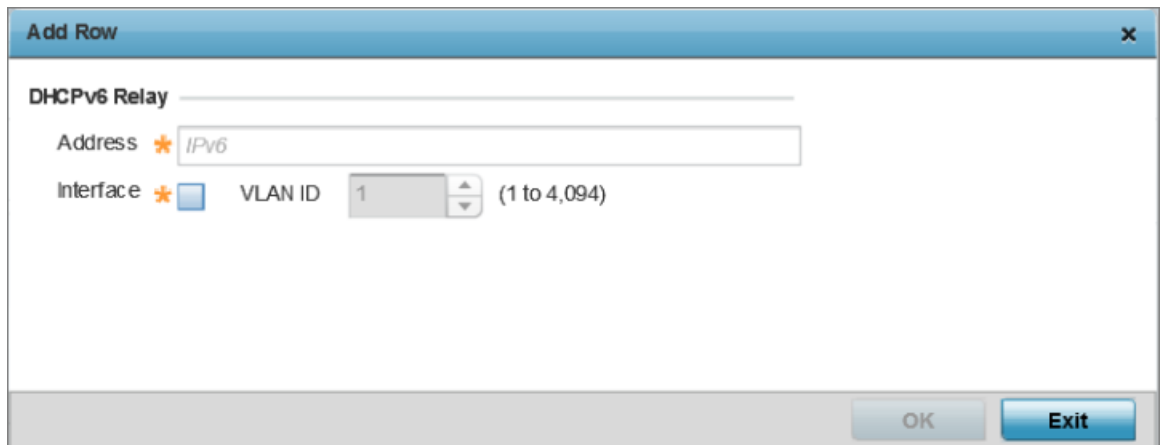 Add Row
DHCPv6 Relay
Address * IPv6
Interface * VLAN ID 1 (1 to 4,094)
OK Exit